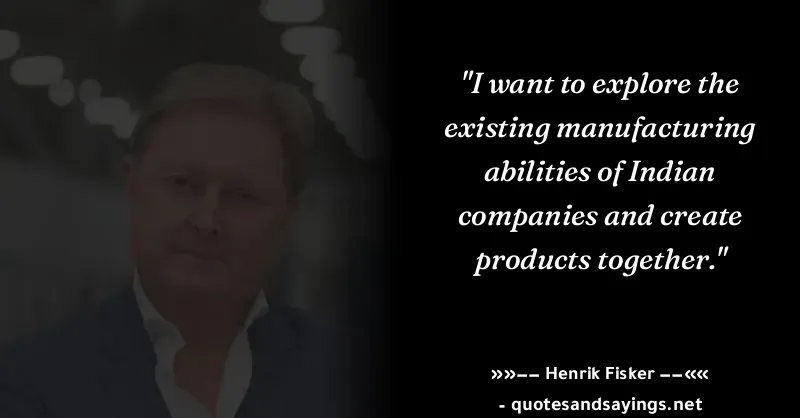 "I want to explore the
existing manufacturing
abilities of Indian
companies and create
products together."
»»−− Henrik Fisker −−««
- quotesandsayings.net